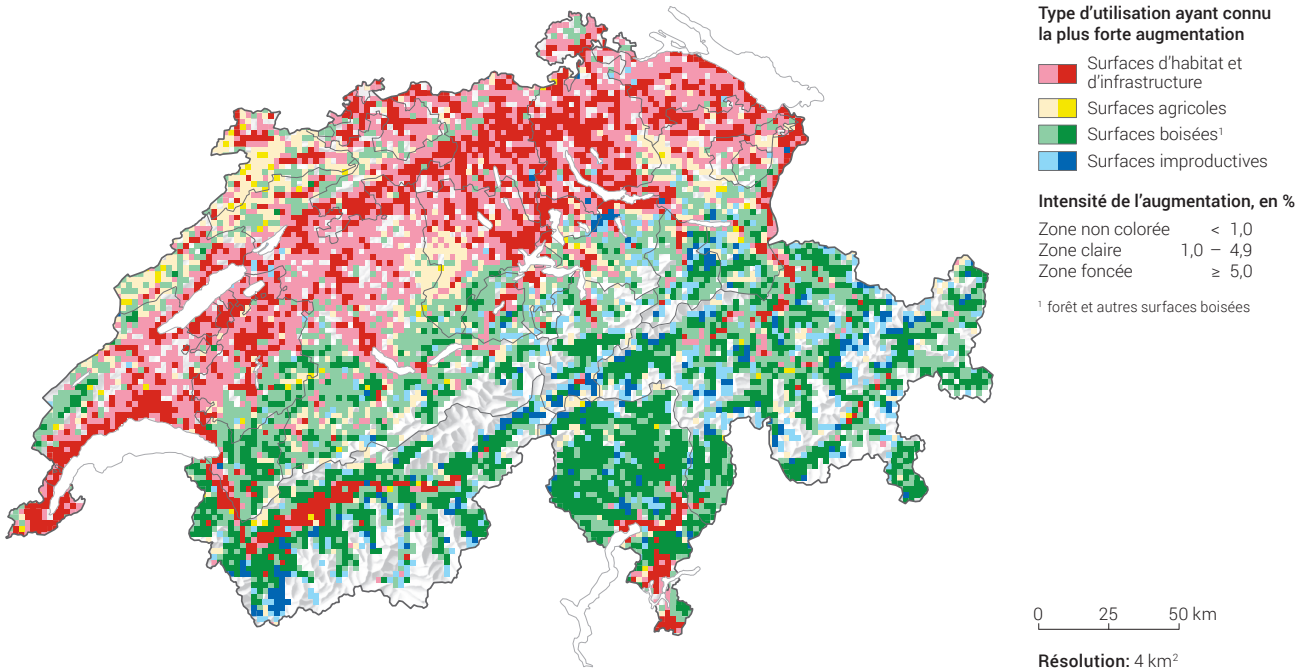 Type d’utilisation ayant connu
la plus forte augmentation
Surfaces d’habitat et
d’infrastructure
Surfaces agricoles
Surfaces boisées¹
Surfaces improductives
Intensité de l’augmentation, en %
Zone non colorée < 1,0
Zone claire 1,0 – 4,9
Zone foncée ≥ 5,0
¹ forêt et autres surfaces boisées
0 25 50 km
Résolution: 4 km²